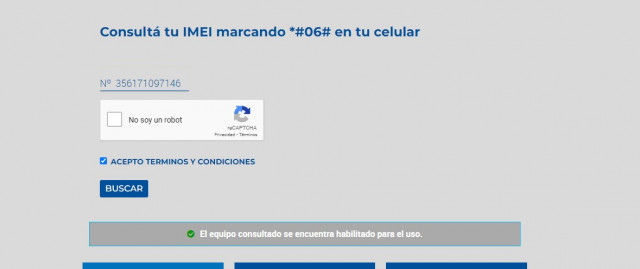 Consultá tu IMEI marcando *#06# en tu celular
Nº 356171097146
No soy un robot
reCAPTCHA
Privacidad - Términos
ACEPTO TERMINOS Y CONDICIONES
BUSCAR
El equipo consultado se encuentra habilitado para el uso.